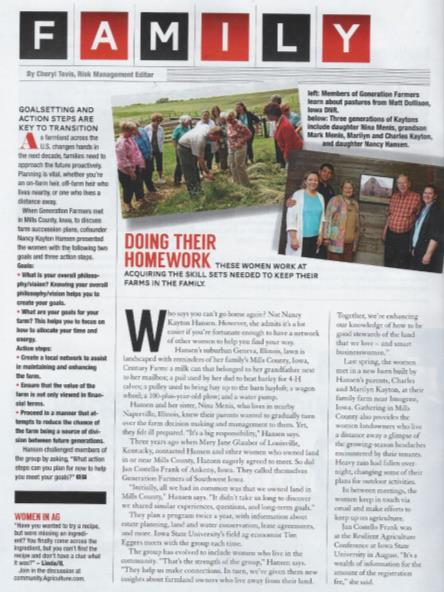 FAMILY
By Cheryl Tevis, Risk Management Editor
GOALSETTING AND
ACTION STEPS ARE
KEY TO TRANSITION
As farmland across the
U.S. changes hands in
the next decade, families need to
approach the future proactively.
Planning is vital, whether you're
an on-farm heir, off-farm heir who
lives nearby, or one who lives a
distance away.
When Generation Farmers met
in Mills County, Iowa, to discuss
farm succession plans, cofounder
Nancy Kayton Hansen presented
the women with the following two
goals and three action steps.
Goals:
• What is your overall philoso-
phy/vision? Knowing your overall
philosophy/vision helps you to
create your goals.
• What are your goals for your
farm? This helps you to focus on
how to allocate your time and
energy.
Action steps:
• Create a local network to assist
in maintaining and enhancing
the farm.
• Ensure that the value of the
farm is not only viewed in finan-
cial terms.
• Proceed in a manner that at-
tempts to reduce the chance of
the farm being a source of divi-
sion between future generations.
Hansen challenged members of
the group by asking, "What action
steps can you plan for now to help
you meet your goals?"
WOMEN IN AG
"Have you wanted to try a recipe,
but were missing an ingredi-
ent? You finally come across the
ingredient, but you can't find the
recipe and don't have a clue what
it was?" – Linda/IL
Join in the discussion at
community.Agriculture.com.
left: Members of Generation Farmers
learn about pastures from Matt Dollison,
Iowa DNR.
below: Three generations of Kaytons
include daughter Nina Menis, grandson
Mark Menis, Marilyn and Charles Kayton,
and daughter Nancy Hansen.
DOING THEIR
HOMEWORK THESE WOMEN WORK AT
ACQUIRING THE SKILL SETS NEEDED TO KEEP THEIR
FARMS IN THE FAMILY.
Who says you can't go home again? Not Nancy
Kayton Hansen. However, she admits it's a lot
easier if you're fortunate enough to have a network
of other women to help you find your way.
Hansen's suburban Geneva, Illinois, lawn is
landscaped with reminders of her family's Mills County, Iowa,
Century Farm: a milk can that belonged to her grandfather next
to her mailbox; a pail used by her dad to heat barley for 4-H
calves; a pulley used to bring hay up to the barn hayloft; a wagon
wheel; a 100-plus-year-old plow; and a water pump.
Hansen and her sister, Nina Menis, who lives in nearby
Naperville, Illinois, knew their parents wanted to gradually turn
over the farm decision making and management to them. Yet,
they felt ill prepared. "It's a big responsibility," Hansen says.
Three years ago when Mary Jane Glauber of Louisville,
Kentucky, contacted Hansen and other women who owned land
in or near Mills County, Hansen eagerly agreed to meet. So did
Jan Costello Frank of Ankeny, Iowa. They called themselves
Generation Farmers of Southwest Iowa.
"Initially, all we had in common was that we owned land in
Mills County," Hansen says. "It didn't take us long to discover
we shared similar experiences, questions, and long-term goals."
They plan a program twice a year, with information about
estate planning, land and water conservation, lease agreements,
and more. Iowa State University's field ag economist Tim
Eggers meets with the group each time.
The group has evolved to include women who live in the
community. "That's the strength of the group," Hansen says.
"They help us make connections. In turn, we've given them new
insights about farmland owners who live away from their land.
Together, we're enhancing
our knowledge of how to be
good stewards of the land
that we love – and smart
businesswomen."
Last spring, the women
met in a new barn built by
Hansen's parents, Charles
and Marilyn Kayton, at their
family farm near Imogene,
Iowa. Gathering in Mills
County also provides the
women landowners who live
a distance away a glimpse of
the growing-season headaches
encountered by their tenants.
Heavy rain had fallen over-
night, changing some of their
plans for outdoor activities.
In between meetings, the
women keep in touch via
email and make efforts to
keep up on agriculture.
Jan Costello Frank was
at the Resilient Agriculture
Conference at Iowa State
University in August. "It's a
wealth of information for the
amount of the registration
fee," she said.